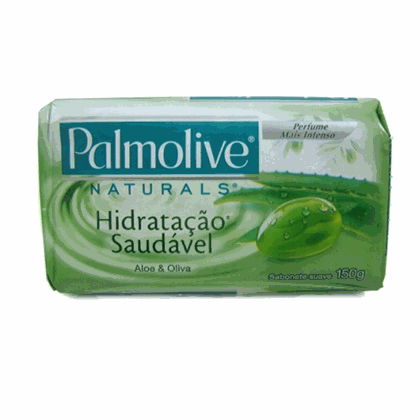 Perfume
Mais Intenso
Palmolive®
NATURALS®
Hidratação®
Saudável
Aloe & Oliva
Sabonete suave 150g